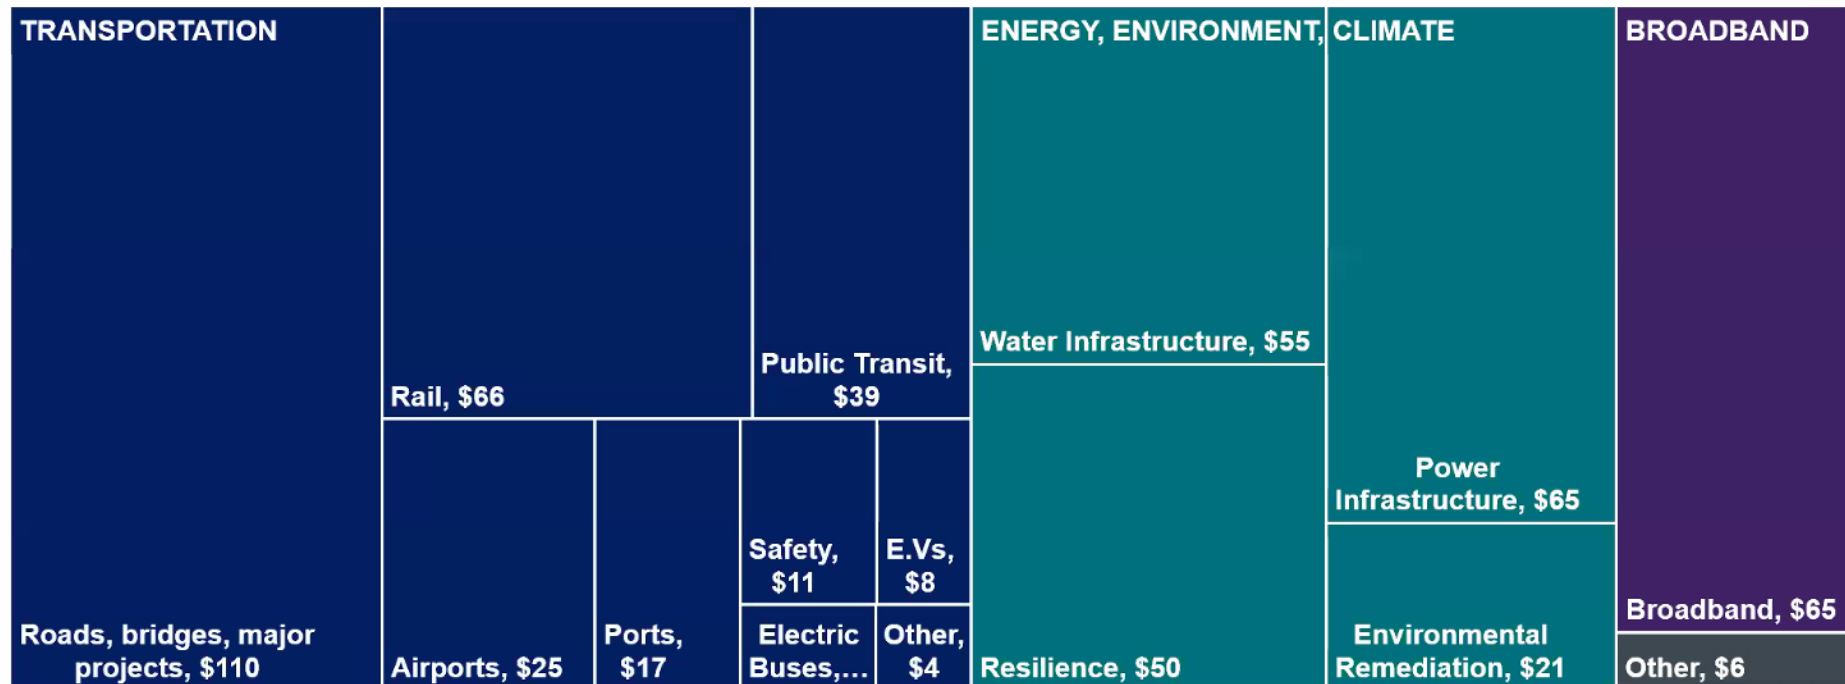 TRANSPORTATION
Roads, bridges, major
projects, $110
Rail, $66
Public Transit,
$39
Airports, $25
Ports,
$17
Safety,
$11
E.Vs,
$8
Electric
Buses,...
Other,
$4
ENERGY, ENVIRONMENT, CLIMATE
Water Infrastructure, $55
Resilience, $50
Power
Infrastructure, $65
Environmental
Remediation, $21
BROADBAND
Broadband, $65
Other, $6